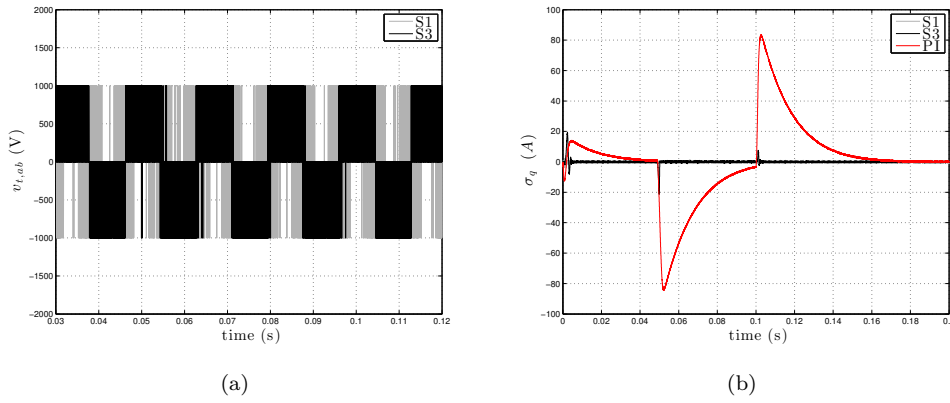 2000
1500
1000
500
0
−500
−1000
−1500
−2000
v_{t,ab} (V)
S1
S3
0.03 0.04 0.05 0.06 0.07 0.08 0.09 0.1 0.11 0.12
time (s)
(a)
100
80
60
40
20
0
−20
−40
−60
−80
−100
σ_q (A)
S1
S3
PI
0 0.02 0.04 0.06 0.08 0.1 0.12 0.14 0.16 0.18 0.2
time (s)
(b)